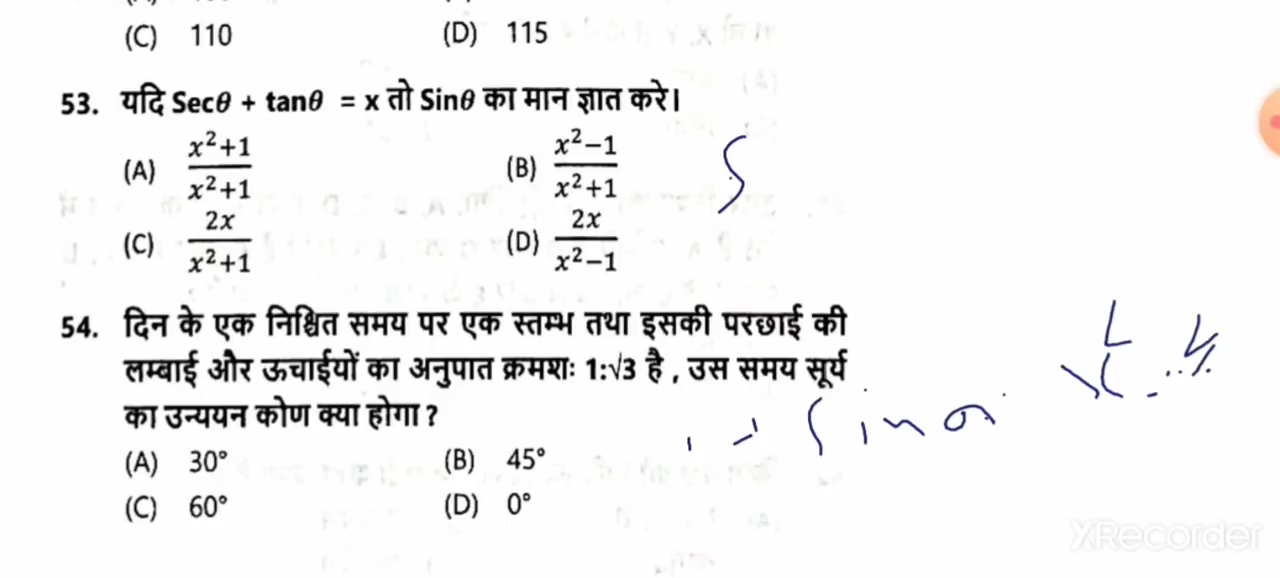 (C) 110 (D) 115
53. यदि Secθ + tanθ = x तो Sinθ का मान ज्ञात करे।
(A) x²+1/x²+1 (B) x²−1/x²+1
(C) 2x/x²+1 (D) 2x/x²−1
54. दिन के एक निश्चित समय पर एक स्तम्भ तथा इसकी परछाई की
लम्बाई और ऊचाईयों का अनुपात क्रमशः 1:√3 है , उस समय सूर्य
का उन्ययन कोण क्या होगा ?
Sinθ
(A) 30° (B) 45°
(C) 60° (D) 0°
XRecorder